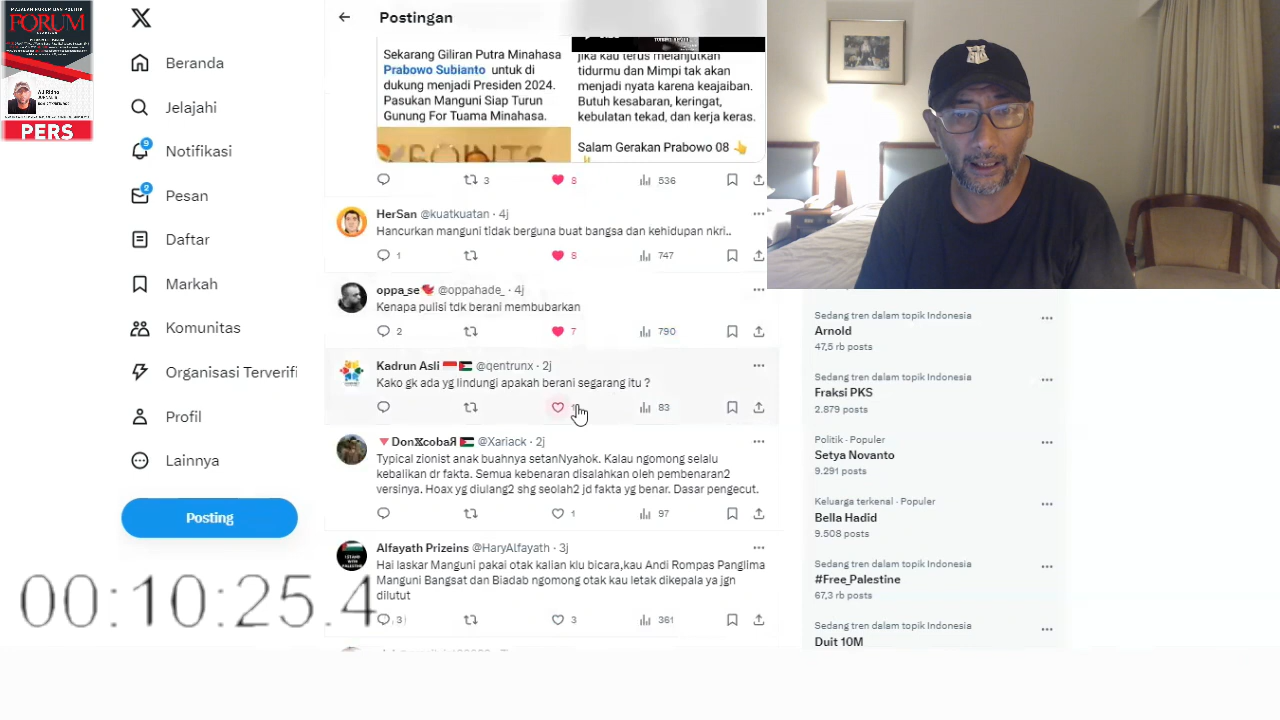 FORUM
PERS
Beranda
Jelajahi
9
Notifikasi
2
Pesan
Daftar
Markah
Komunitas
Organisasi Terverifi
Profil
Lainnya
Posting
00:10:25.4
Postingan
Sekarang Giliran Putra Minahasa
Prabowo Subianto untuk di
dukung menjadi Presiden 2024.
Pasukan Manguni Siap Turun
Gunung For Tuama Minahasa.
POINTS
jika kau terus melanjutkan
tidurmu dan Mimpi tak akan
menjadi nyata karena keajaiban.
Butuh kesabaran, keringat,
kebulatan tekad, dan kerja keras.
Salam Gerakan Prabowo 08 👆
3 8 536
HerSan @kuatkuatan · 4j
Hancurkan manguni tidak berguna buat bangsa dan kehidupan nkri..
1 8 747
oppa_se @oppahade_ · 4j
Kenapa pulisi tdk berani membubarkan
2 7 790
Kadrun Asli 🇮🇩🇵🇸 @qentrunx · 2j
Kako gk ada yg lindungi apakah berani segarang itu ?
83
🔻Don𝕏cobaЯ 🇵🇸 @Xariack · 2j
Typical zionist anak buahnya setanNyahok. Kalau ngomong selalu
kebalikan dr fakta. Semua kebenaran disalahkan oleh pembenaran2
versinya. Hoax yg diulang2 shg seolah2 jd fakta yg benar. Dasar pengecut.
1 97
Alfayath Prizeins @HaryAlfayath · 3j
Hai laskar Manguni pakai otak kalian klu bicara,kau Andi Rompas Panglima
Manguni Bangsat dan Biadab ngomong otak kau letak dikepala ya jgn
dilutut
3 3 361
Sedang tren dalam topik Indonesia
Arnold
47,5 rb posts
Sedang tren dalam topik Indonesia
Fraksi PKS
2.879 posts
Politik · Populer
Setya Novanto
9.291 posts
Keluarga terkenal · Populer
Bella Hadid
9.508 posts
Sedang tren dalam topik Indonesia
#Free_Palestine
67,3 rb posts
Sedang tren dalam topik Indonesia
Duit 10M